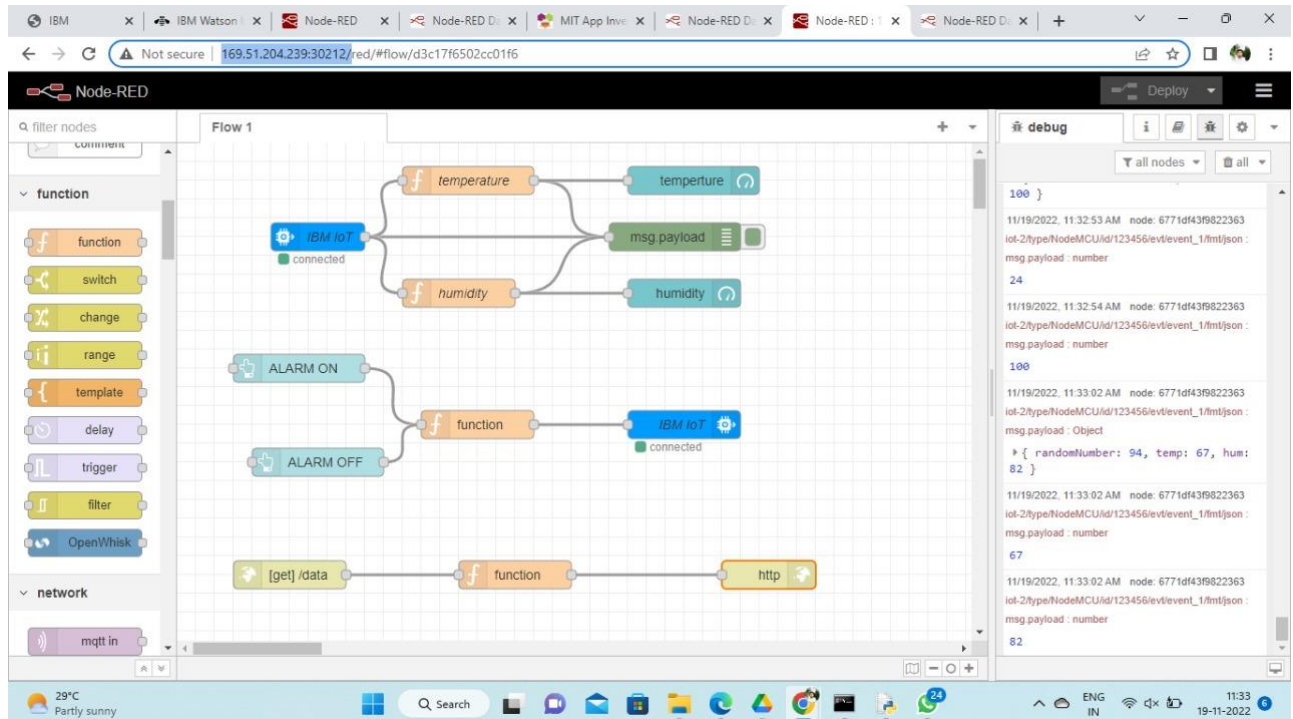 IBM
IBM Watson
Node-RED
Node-RED Da
MIT App Inve
Node-RED Da
Node-RED : 1
Node-RED Da
Not secure | 169.51.204.239:30212/red/#flow/d3c17f6502cc01f6
Node-RED
Deploy
filter nodes
Flow 1
debug
all nodes
all
comment
function
function
switch
change
range
template
delay
trigger
filter
OpenWhisk
network
mqtt in
temperature
temperture
IBM IoT
connected
msg.payload
humidity
humidity
ALARM ON
function
IBM IoT
connected
ALARM OFF
[get] /data
function
http
100 }
11/19/2022, 11:32:53 AM node: 6771df43f9822363
iot-2/type/NodeMCU/id/123456/evt/event_1/fmt/json :
msg.payload : number
24
11/19/2022, 11:32:54 AM node: 6771df43f9822363
iot-2/type/NodeMCU/id/123456/evt/event_1/fmt/json :
msg.payload : number
100
11/19/2022, 11:33:02 AM node: 6771df43f9822363
iot-2/type/NodeMCU/id/123456/evt/event_1/fmt/json :
msg.payload : Object
{ randomNumber: 94, temp: 67, hum:
82 }
11/19/2022, 11:33:02 AM node: 6771df43f9822363
iot-2/type/NodeMCU/id/123456/evt/event_1/fmt/json :
msg.payload : number
67
11/19/2022, 11:33:02 AM node: 6771df43f9822363
iot-2/type/NodeMCU/id/123456/evt/event_1/fmt/json :
msg.payload : number
82
29°C
Partly sunny
Search
24
ENG
IN
11:33
19-11-2022
6